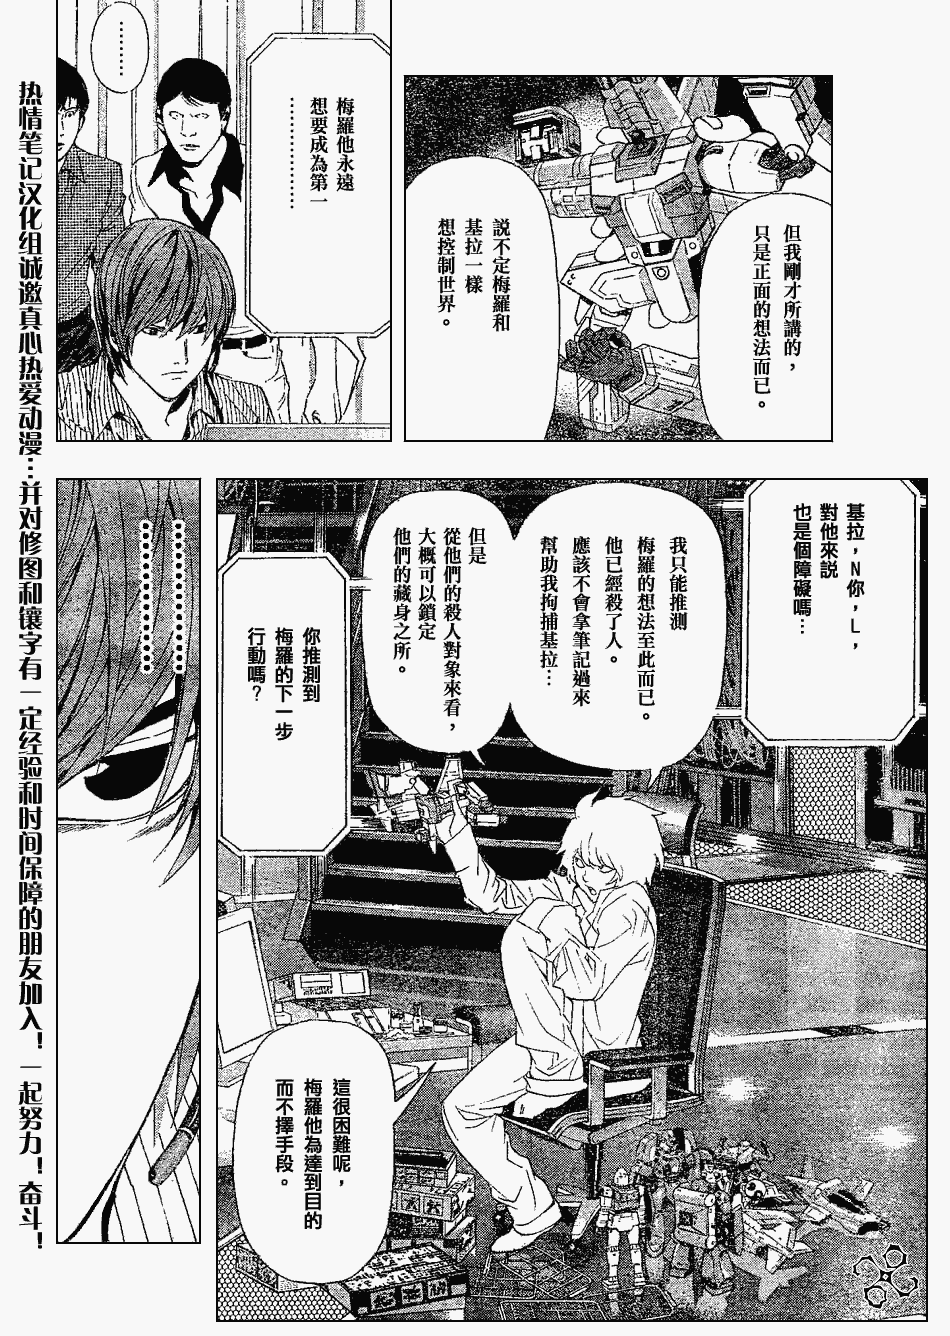 但我剛才所講的，
只是正面的想法而已。
說不定梅羅和
基拉一樣
想控制世界。
梅羅他永遠
想要成為第一
…………………
………
基拉，N你，L，
對他來説
也是個障礙嗎…
我只能推測
梅羅的想法至此而已。
他已經殺了人。
應該不會拿筆記過來
幫助我拘捕基拉…
但是
從他們的殺人對象來看，
大概可以鎖定
他們的藏身之所。
你推測到
梅羅的下一步
行動嗎？
這很困難呢，
梅羅他為達到目的
而不擇手段。
………………
………………
热情笔记汉化组诚邀真心热爱动漫…并对修图和镶字有一定经验和时间保障的朋友加入！一起努力！奋斗！